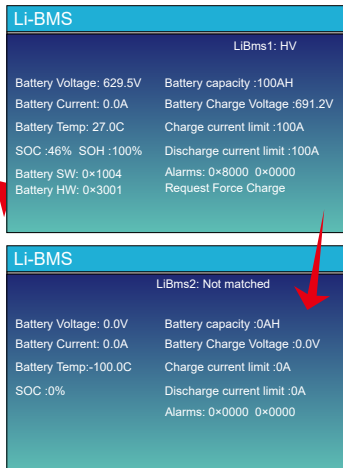 Li-BMS
LiBms1: HV
Battery Voltage: 629.5V Battery capacity :100AH
Battery Current: 0.0A Battery Charge Voltage :691.2V
Battery Temp: 27.0C Charge current limit :100A
SOC :46% SOH :100% Discharge current limit :100A
Battery SW: 0×1004 Alarms: 0×8000 0×0000
Battery HW: 0×3001 Request Force Charge
Li-BMS
LiBms2: Not matched
Battery Voltage: 0.0V Battery capacity :0AH
Battery Current: 0.0A Battery Charge Voltage :0.0V
Battery Temp:-100.0C Charge current limit :0A
SOC :0% Discharge current limit :0A
Alarms: 0×0000 0×0000